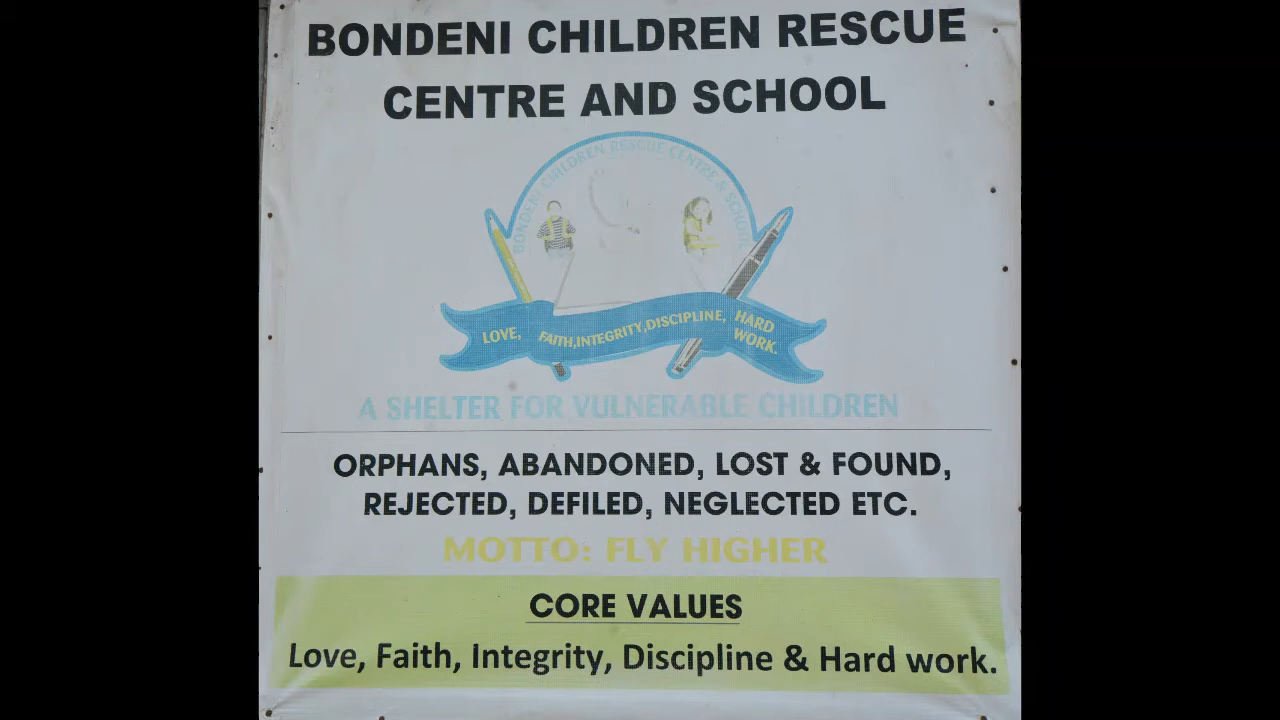 BONDENI CHILDREN RESCUE
CENTRE AND SCHOOL
BONDENI CHILDREN RESCUE CENTRE & SCHOOL
LOVE, FAITH,INTEGRITY,DISCIPLINE, HARD WORK.
A SHELTER FOR VULNERABLE CHILDREN
ORPHANS, ABANDONED, LOST & FOUND,
REJECTED, DEFILED, NEGLECTED ETC.
MOTTO: FLY HIGHER
CORE VALUES
Love, Faith, Integrity, Discipline & Hard work.